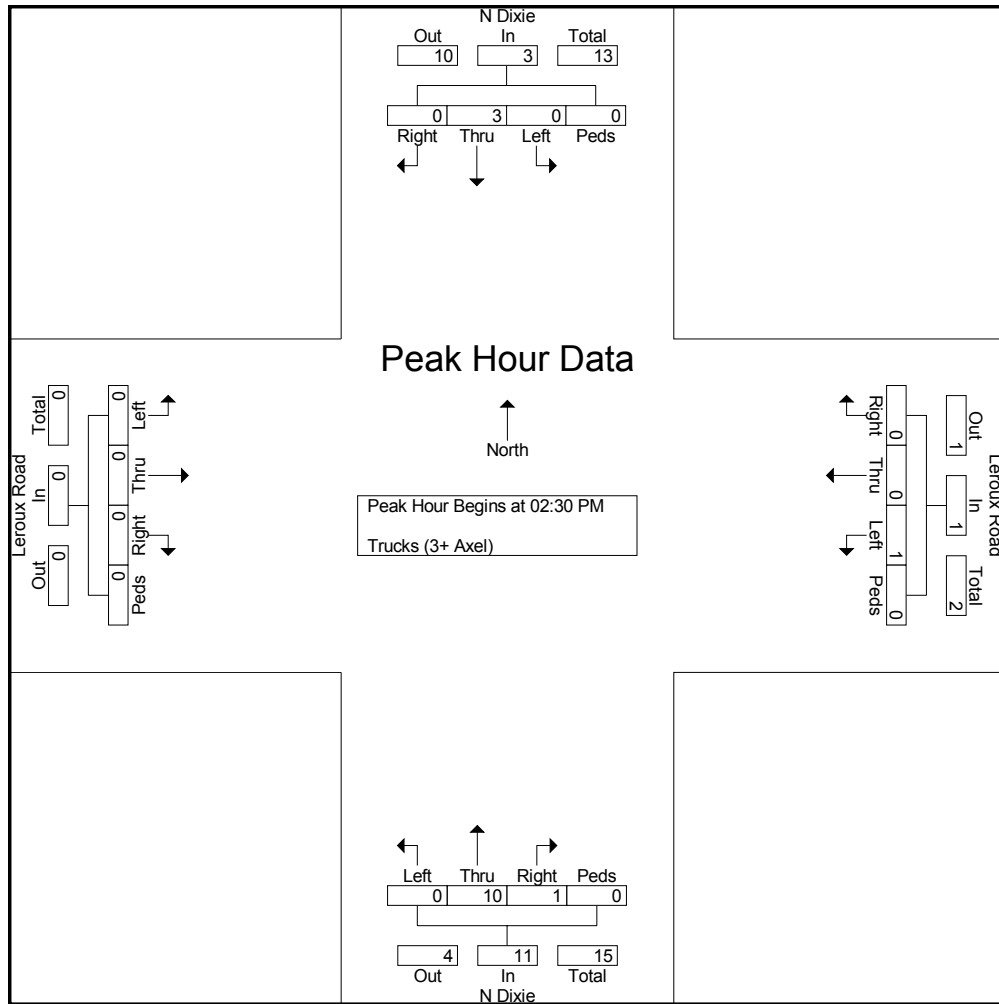 N Dixie
Out In Total
10 3 13
0 3 0 0
Right Thru Left Peds
Peak Hour Data
North
Peak Hour Begins at 02:30 PM
Trucks (3+ Axel)
Leroux Road
Total In Out
0 0 0
0 0 0 0
Left Thru Right Peds
Leroux Road
Out In Total
1 1 2
0 0 1 0
Right Thru Left Peds
Left Thru Right Peds
0 10 1 0
4 11 15
Out In Total
N Dixie